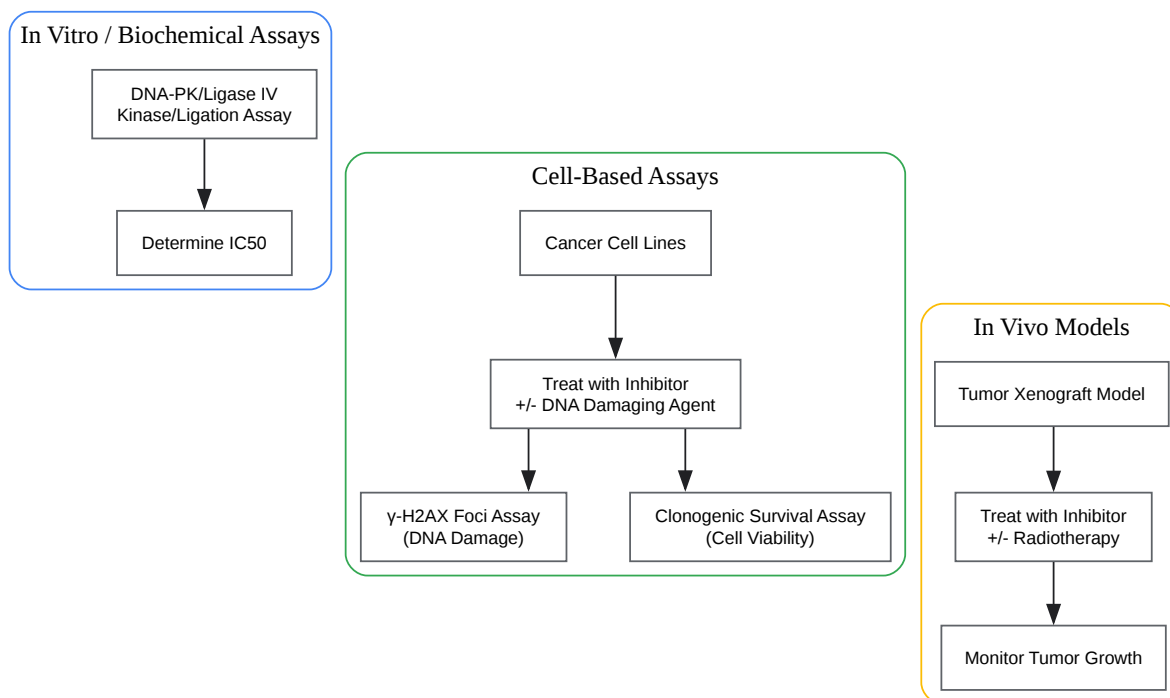 In Vitro / Biochemical Assays
DNA-PK/Ligase IV
Kinase/Ligation Assay
Determine IC50
Cell-Based Assays
Cancer Cell Lines
Treat with Inhibitor
+/- DNA Damaging Agent
γ-H2AX Foci Assay
(DNA Damage)
Clonogenic Survival Assay
(Cell Viability)
In Vivo Models
Tumor Xenograft Model
Treat with Inhibitor
+/- Radiotherapy
Monitor Tumor Growth